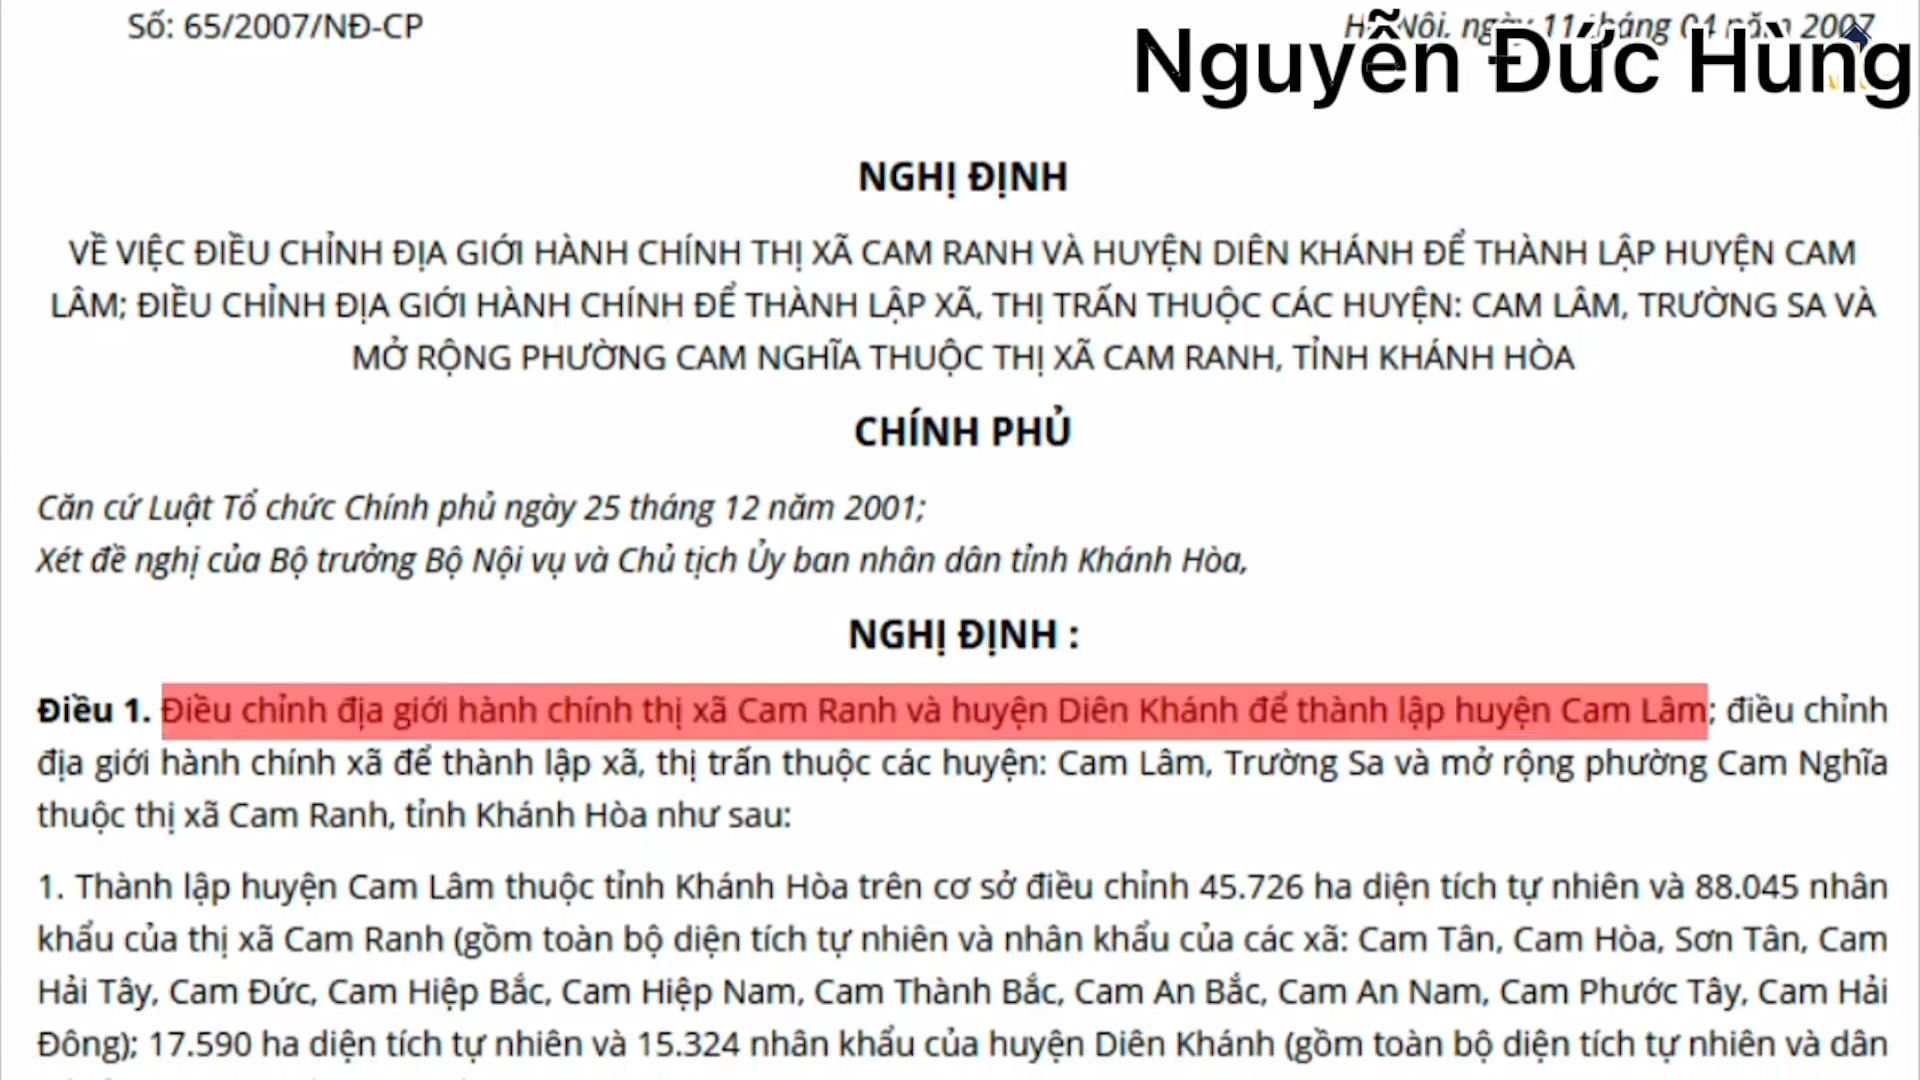 Số: 65/2007/NĐ-CP
Hà Nội, ngày 11 tháng 04 năm 2007
Nguyễn Đức Hùng
NGHỊ ĐỊNH
VỀ VIỆC ĐIỀU CHỈNH ĐỊA GIỚI HÀNH CHÍNH THỊ XÃ CAM RANH VÀ HUYỆN DIÊN KHÁNH ĐỂ THÀNH LẬP HUYỆN CAM
LÂM; ĐIỀU CHỈNH ĐỊA GIỚI HÀNH CHÍNH ĐỂ THÀNH LẬP XÃ, THỊ TRẤN THUỘC CÁC HUYỆN: CAM LÂM, TRƯỜNG SA VÀ
MỞ RỘNG PHƯỜNG CAM NGHĨA THUỘC THỊ XÃ CAM RANH, TỈNH KHÁNH HÒA
CHÍNH PHỦ
Căn cứ Luật Tổ chức Chính phủ ngày 25 tháng 12 năm 2001;
Xét đề nghị của Bộ trưởng Bộ Nội vụ và Chủ tịch Ủy ban nhân dân tỉnh Khánh Hòa,
NGHỊ ĐỊNH :
Điều 1. Điều chỉnh địa giới hành chính thị xã Cam Ranh và huyện Diên Khánh để thành lập huyện Cam Lâm; điều chỉnh
địa giới hành chính xã để thành lập xã, thị trấn thuộc các huyện: Cam Lâm, Trường Sa và mở rộng phường Cam Nghĩa
thuộc thị xã Cam Ranh, tỉnh Khánh Hòa như sau:
1. Thành lập huyện Cam Lâm thuộc tỉnh Khánh Hòa trên cơ sở điều chỉnh 45.726 ha diện tích tự nhiên và 88.045 nhân
khẩu của thị xã Cam Ranh (gồm toàn bộ diện tích tự nhiên và nhân khẩu của các xã: Cam Tân, Cam Hòa, Sơn Tân, Cam
Hải Tây, Cam Đức, Cam Hiệp Bắc, Cam Hiệp Nam, Cam Thành Bắc, Cam An Bắc, Cam An Nam, Cam Phước Tây, Cam Hải
Đông); 17.590 ha diện tích tự nhiên và 15.324 nhân khẩu của huyện Diên Khánh (gồm toàn bộ diện tích tự nhiên và dân